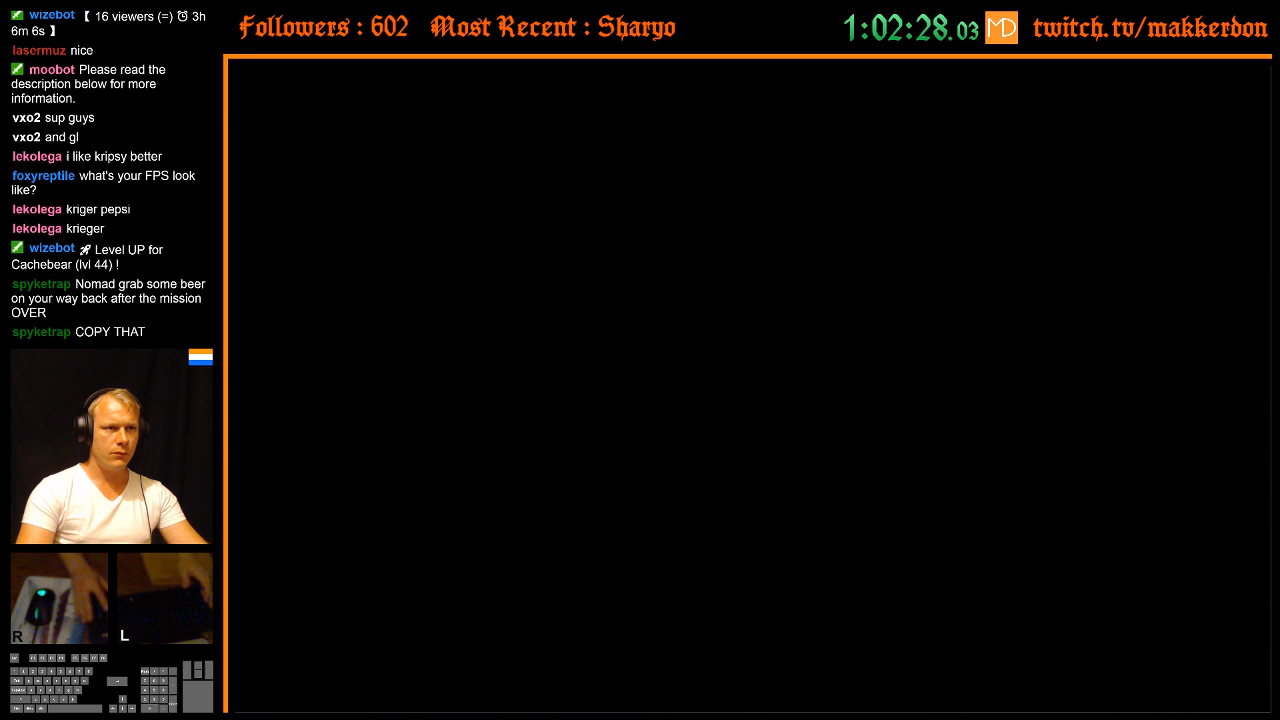 wizebot 【 16 viewers (=) ⏰ 3h
6m 6s 】
lasermuz nice
moobot Please read the
description below for more
information.
vxo2 sup guys
vxo2 and gl
lekolega i like kripsy better
foxyreptile what's your FPS look
like?
lekolega kriger pepsi
lekolega krieger
wizebot 🚀 Level UP for
Cachebear (lvl 44) !
spyketrap Nomad grab some beer
on your way back after the mission
OVER
spyketrap COPY THAT
R
L
Followers : 602 Most Recent : Sharyo
1:02:28.03
MD
twitch.tv/makkerdon